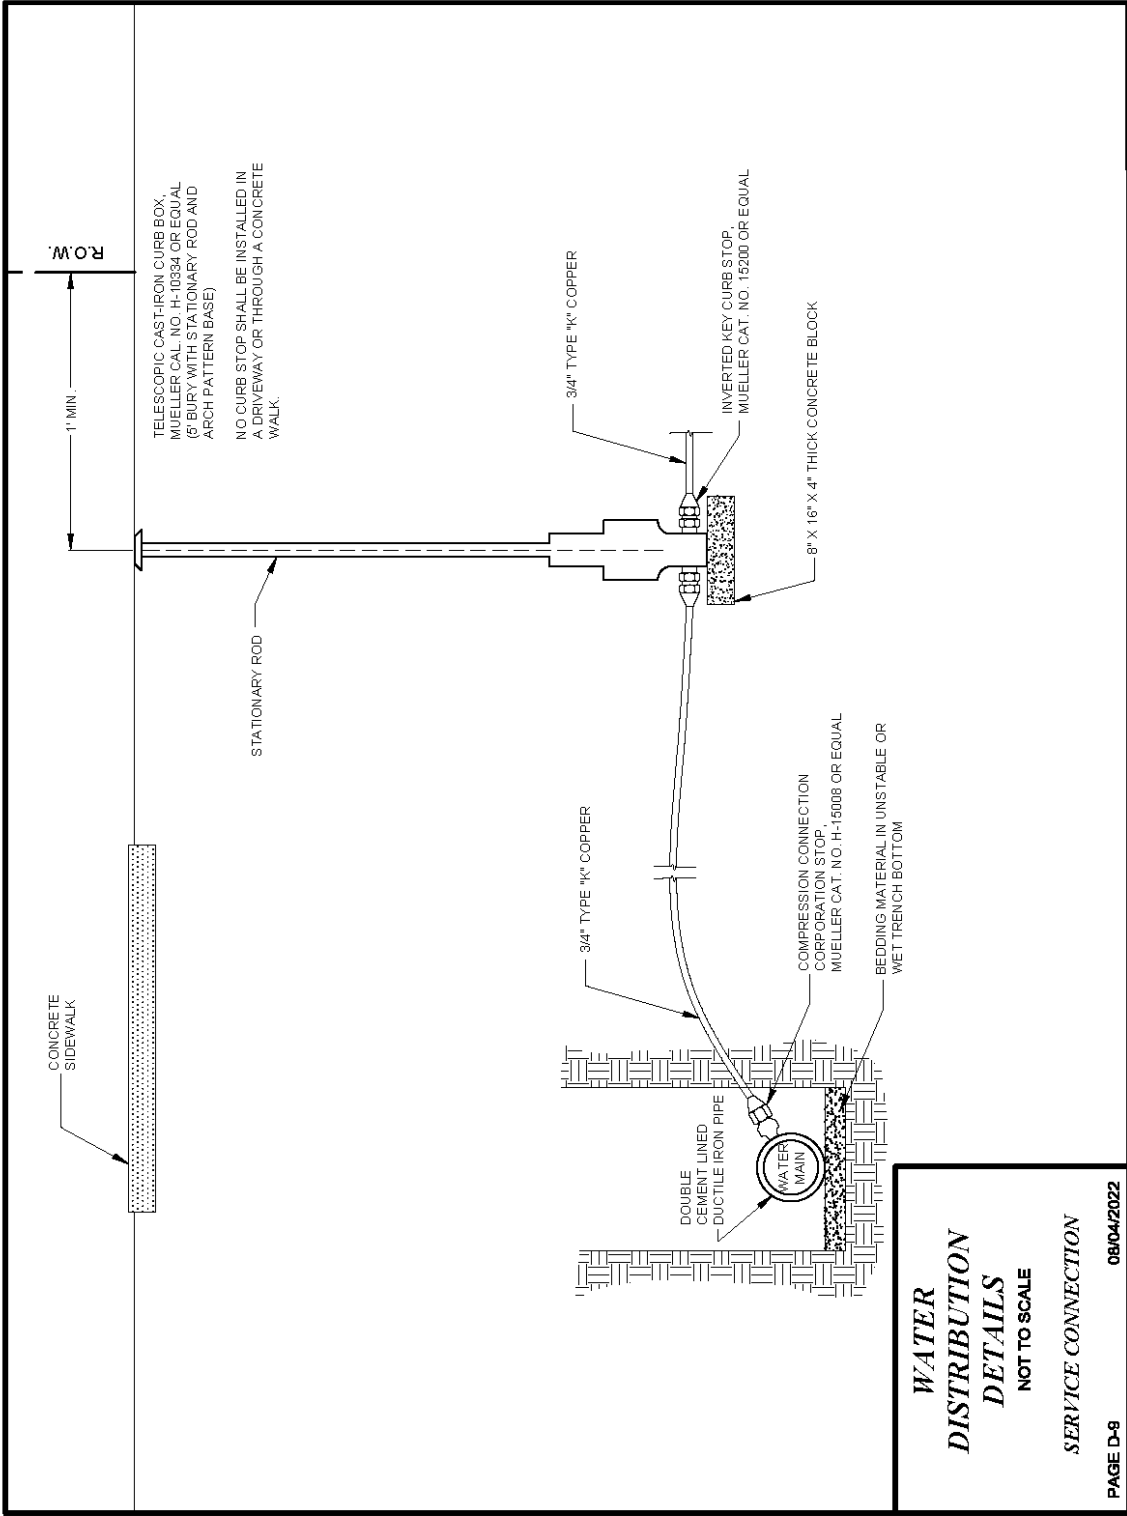 CONCRETE
SIDEWALK
1' MIN.
R.O.W.
TELESCOPIC CAST-IRON CURB BOX,
MUELLER CAL. NO. H-10334 OR EQUAL
(5' BURY WITH STATIONARY ROD AND
ARCH PATTERN BASE)
NO CURB STOP SHALL BE INSTALLED IN
A DRIVEWAY OR THROUGH A CONCRETE
WALK.
STATIONARY ROD
3/4" TYPE "K" COPPER
3/4" TYPE "K" COPPER
DOUBLE
CEMENT LINED
DUCTILE IRON PIPE
WATER
MAIN
INVERTED KEY CURB STOP,
MUELLER CAT. NO. 15200 OR EQUAL
8" X 16" X 4" THICK CONCRETE BLOCK
COMPRESSION CONNECTION
CORPORATION STOP,
MUELLER CAT. NO. H-15008 OR EQUAL
BEDDING MATERIAL IN UNSTABLE OR
WET TRENCH BOTTOM
WATER
DISTRIBUTION
DETAILS
NOT TO SCALE
SERVICE CONNECTION
PAGE D-9 08/04/2022